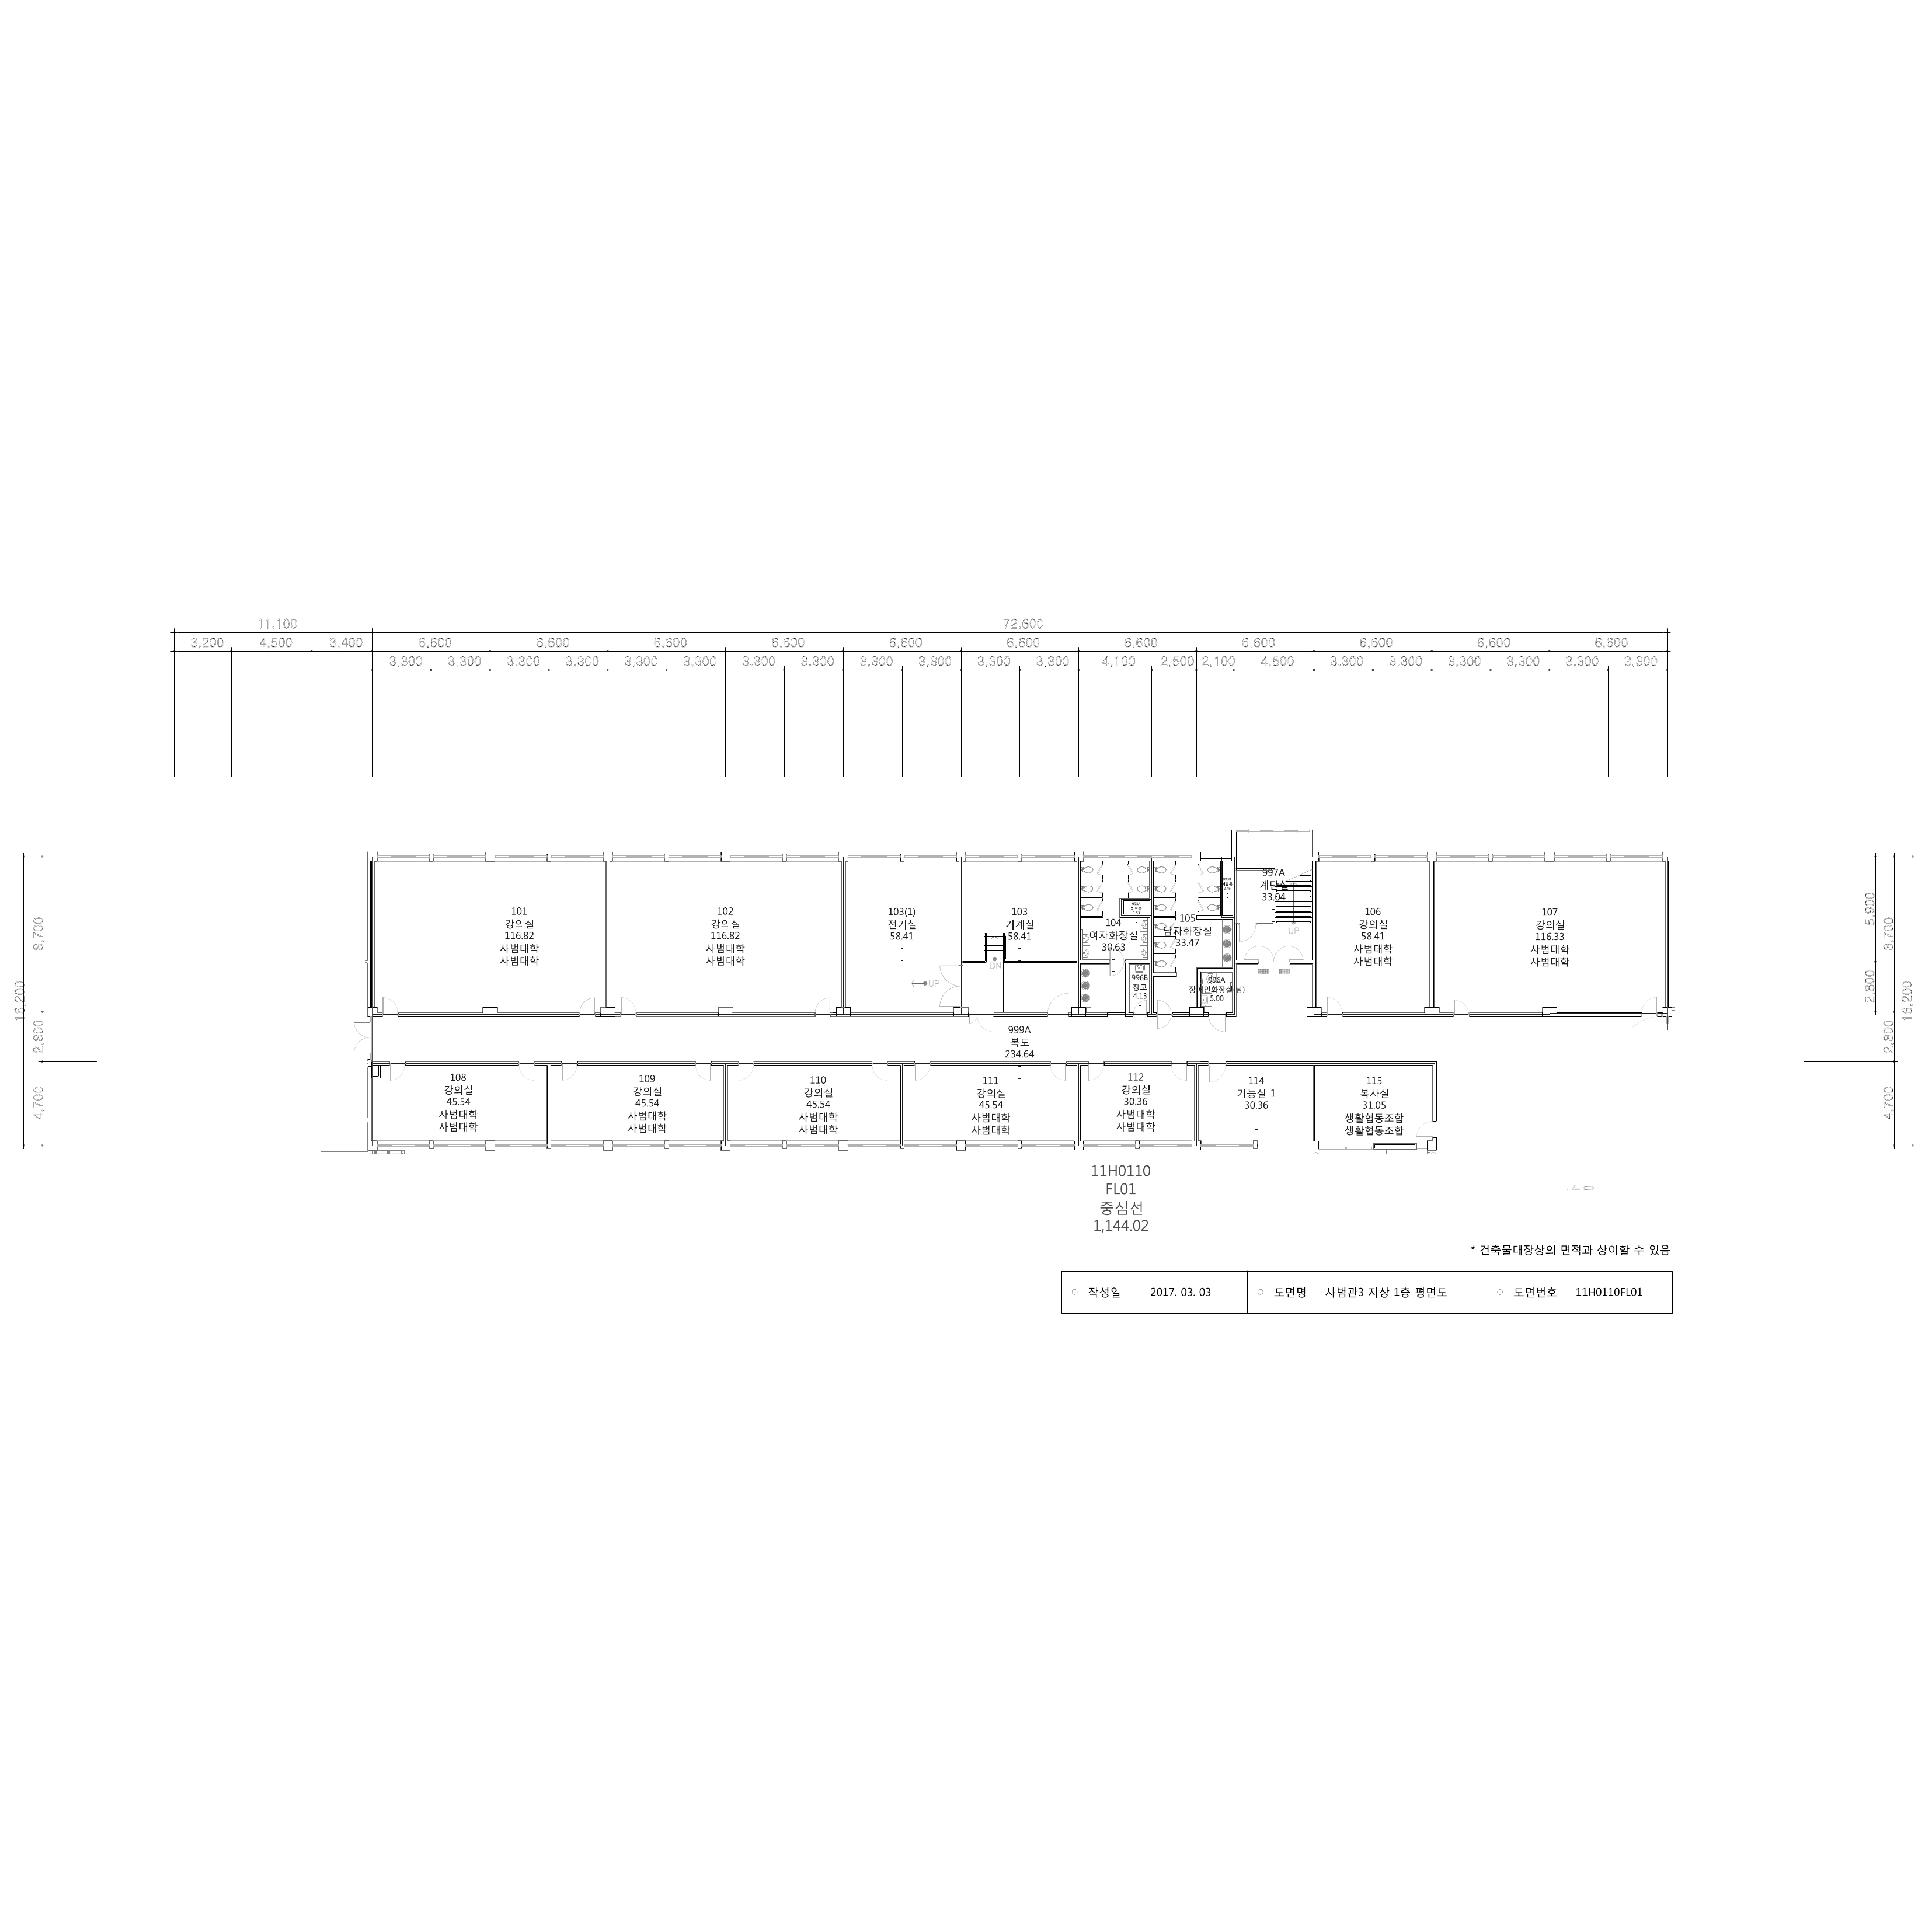 11,100
72,600
3,200
4,500
3,400
6,600
6,600
6,600
6,600
6,600
6,600
6,600
6,600
6,600
6,600
6,600
3,300
3,300
3,300
3,300
3,300
3,300
3,300
3,300
3,300
3,300
3,300
3,300
4,100
2,500
2,100
4,500
3,300
3,300
3,300
3,300
3,300
3,300
16,200
8,700
2,800
4,700
101
강의실
116.82
사범대학
사범대학
102
강의실
116.82
사범대학
사범대학
103(1)
전기실
58.41
-
-
UP
103
기계실
58.41
-
-
DN
104
여자화장실
30.63
-
-
996B
창고
4.13
-
105
남자화장실
33.47
-
-
996A
장애인화장실(남)
5.00
-
-
997A
계단실
33.04
UP
106
강의실
58.41
사범대학
사범대학
107
강의실
116.33
사범대학
사범대학
999A
복도
234.64
-
-
108
강의실
45.54
사범대학
사범대학
109
강의실
45.54
사범대학
사범대학
110
강의실
45.54
사범대학
사범대학
111
강의실
45.54
사범대학
사범대학
112
강의실
30.36
사범대학
사범대학
114
기능실-1
30.36
-
-
115
복사실
31.05
생활협동조합
생활협동조합
5,900
2,800
8,700
2,800
4,700
16,200
11H0110
FL01
중심선
1,144.02
* 건축물대장상의 면적과 상이할 수 있음
○ 작성일 2017. 03. 03
○ 도면명 사범관3 지상 1층 평면도
○ 도면번호 11H0110FL01